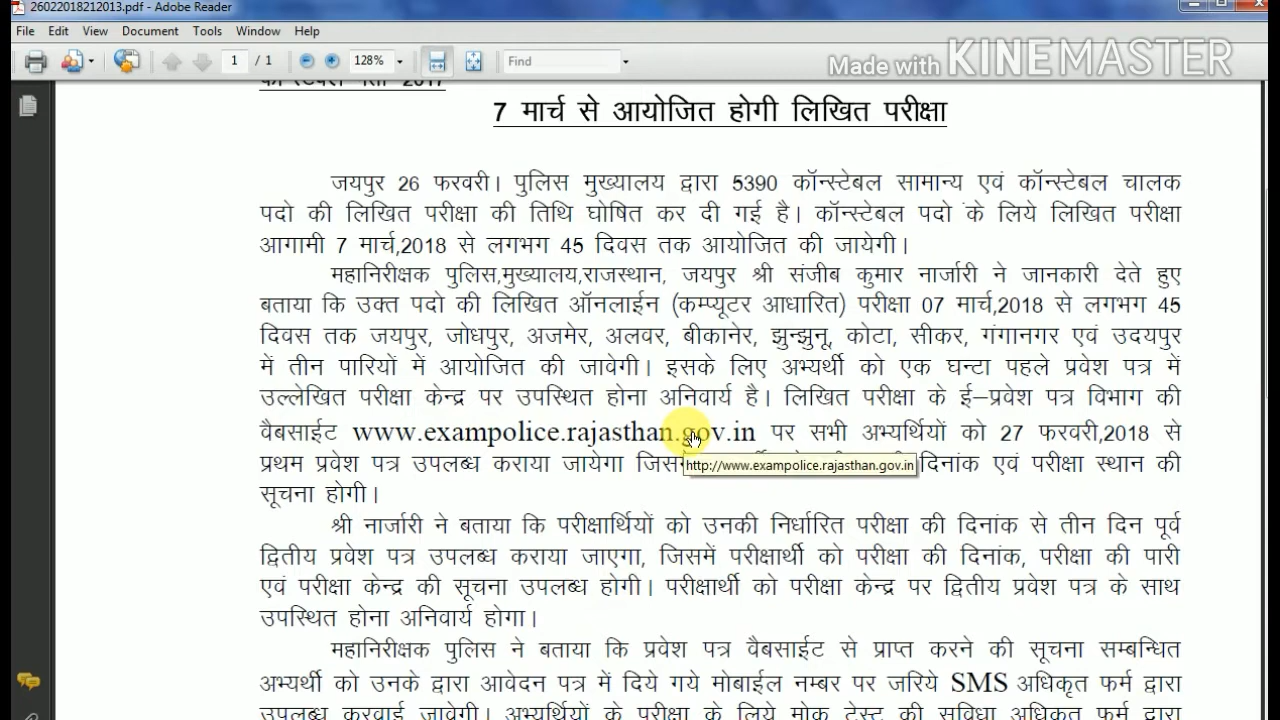 26022018212013.pdf - Adobe Reader
File Edit View Document Tools Window Help
1 / 1 128% Find
Made with KINEMASTER
7 मार्च से आयोजित होगी लिखित परीक्षा
जयपुर 26 फरवरी। पुलिस मुख्यालय द्वारा 5390 कॉन्स्टेबल सामान्य एवं कॉन्स्टेबल चालक
पदो की लिखित परीक्षा की तिथि घोषित कर दी गई है। कॉन्स्टेबल पदो के लिये लिखित परीक्षा
आगामी 7 मार्च,2018 से लगभग 45 दिवस तक आयोजित की जायेगी।
महानिरीक्षक पुलिस,मुख्यालय,राजस्थान, जयपुर श्री संजीब कुमार नार्जारी ने जानकारी देते हुए
बताया कि उक्त पदो की लिखित ऑनलाईन (कम्प्यूटर आधारित) परीक्षा 07 मार्च,2018 से लगभग 45
दिवस तक जयपुर, जोधपुर, अजमेर, अलवर, बीकानेर, झुन्झुनू, कोटा, सीकर, गंगानगर एवं उदयपुर
में तीन पारियों में आयोजित की जावेगी। इसके लिए अभ्यर्थी को एक घन्टा पहले प्रवेश पत्र में
उल्लेखित परीक्षा केन्द्र पर उपस्थित होना अनिवार्य है। लिखित परीक्षा के ई–प्रवेश पत्र विभाग की
वैबसाईट www.exampolice.rajasthan.gov.in पर सभी अभ्यर्थियों को 27 फरवरी,2018 से
प्रथम प्रवेश पत्र उपलब्ध कराया जायेगा http://www.exampolice.rajasthan.gov.in दिनांक एवं परीक्षा स्थान की
सूचना होगी।
श्री नार्जारी ने बताया कि परीक्षार्थियों को उनकी निर्धारित परीक्षा की दिनांक से तीन दिन पूर्व
द्वितीय प्रवेश पत्र उपलब्ध कराया जाएगा, जिसमें परीक्षार्थी को परीक्षा की दिनांक, परीक्षा की पारी
एवं परीक्षा केन्द्र की सूचना उपलब्ध होगी। परीक्षार्थी को परीक्षा केन्द्र पर द्वितीय प्रवेश पत्र के साथ
उपस्थित होना अनिवार्य होगा।
महानिरीक्षक पुलिस ने बताया कि प्रवेश पत्र वैबसाईट से प्राप्त करने की सूचना सम्बन्धित
अभ्यर्थी को उनके द्वारा आवेदन पत्र में दिये गये मोबाईल नम्बर पर जरिये SMS अधिकृत फर्म द्वारा
उपलब्ध करवाई जावेगी। अभ्यर्थियों के परीक्षा के लिये मोक टेस्ट की सुविधा अधिकृत फर्म द्वारा